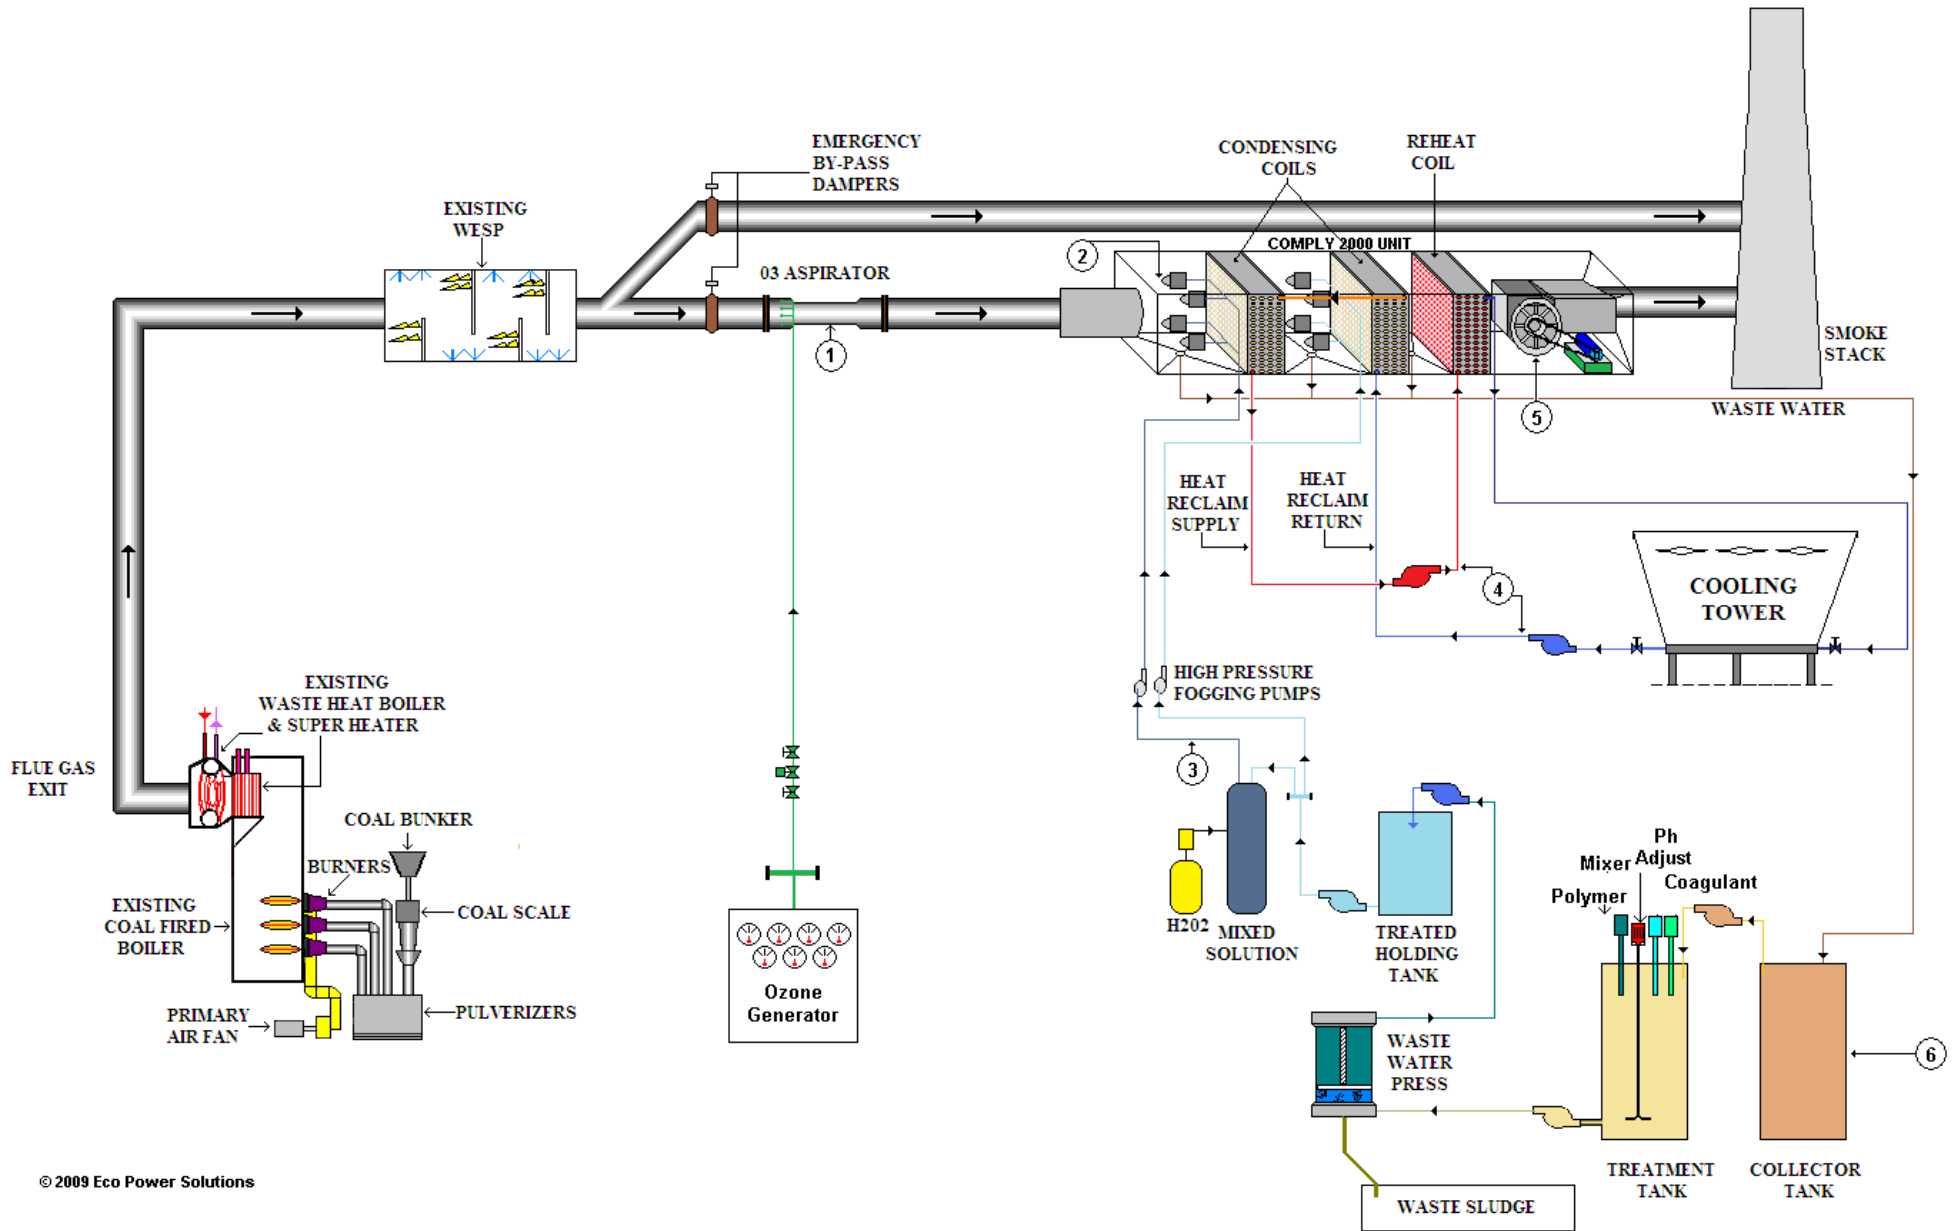 EMERGENCY
BY-PASS
DAMPERS
CONDENSING
COILS
REHEAT
COIL
EXISTING
WESP
COMPLY 2000 UNIT
2
03 ASPIRATOR
1
5
SMOKE
STACK
WASTE WATER
HEAT
RECLAIM
SUPPLY
HEAT
RECLAIM
RETURN
4
COOLING
TOWER
HIGH PRESSURE
FOGGING PUMPS
3
EXISTING
WASTE HEAT BOILER
& SUPER HEATER
FLUE GAS
EXIT
COAL BUNKER
BURNERS
COAL SCALE
EXISTING
COAL FIRED
BOILER
PULVERIZERS
PRIMARY
AIR FAN
Ozone
Generator
H202
MIXED
SOLUTION
TREATED
HOLDING
TANK
Ph
Adjust
Mixer
Coagulant
Polymer
WASTE
WATER
PRESS
6
TREATMENT
TANK
COLLECTOR
TANK
WASTE SLUDGE
© 2009 Eco Power Solutions